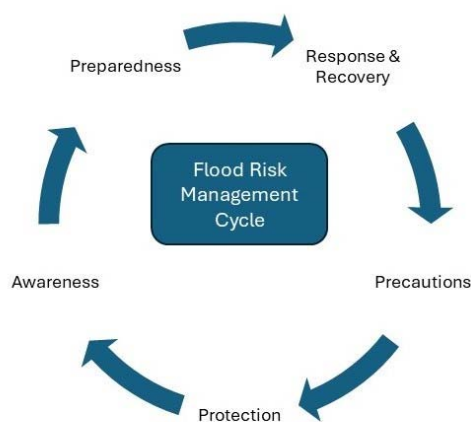 Preparedness
Response &
Recovery
Flood Risk
Management
Cycle
Awareness
Precautions
Protection